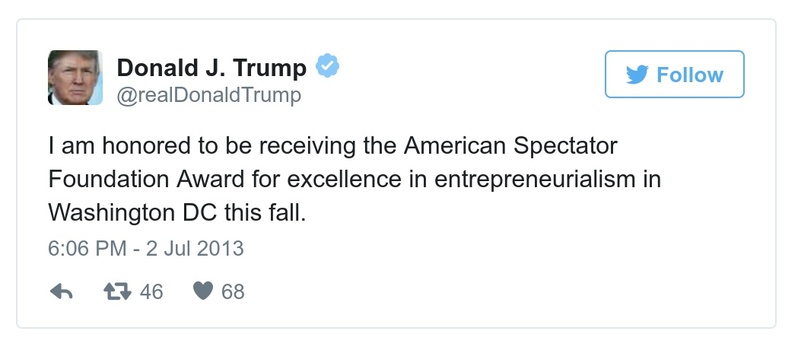 Donald J. Trump
@realDonaldTrump
Follow
I am honored to be receiving the American Spectator
Foundation Award for excellence in entrepreneurialism in
Washington DC this fall.
6:06 PM - 2 Jul 2013
46 68